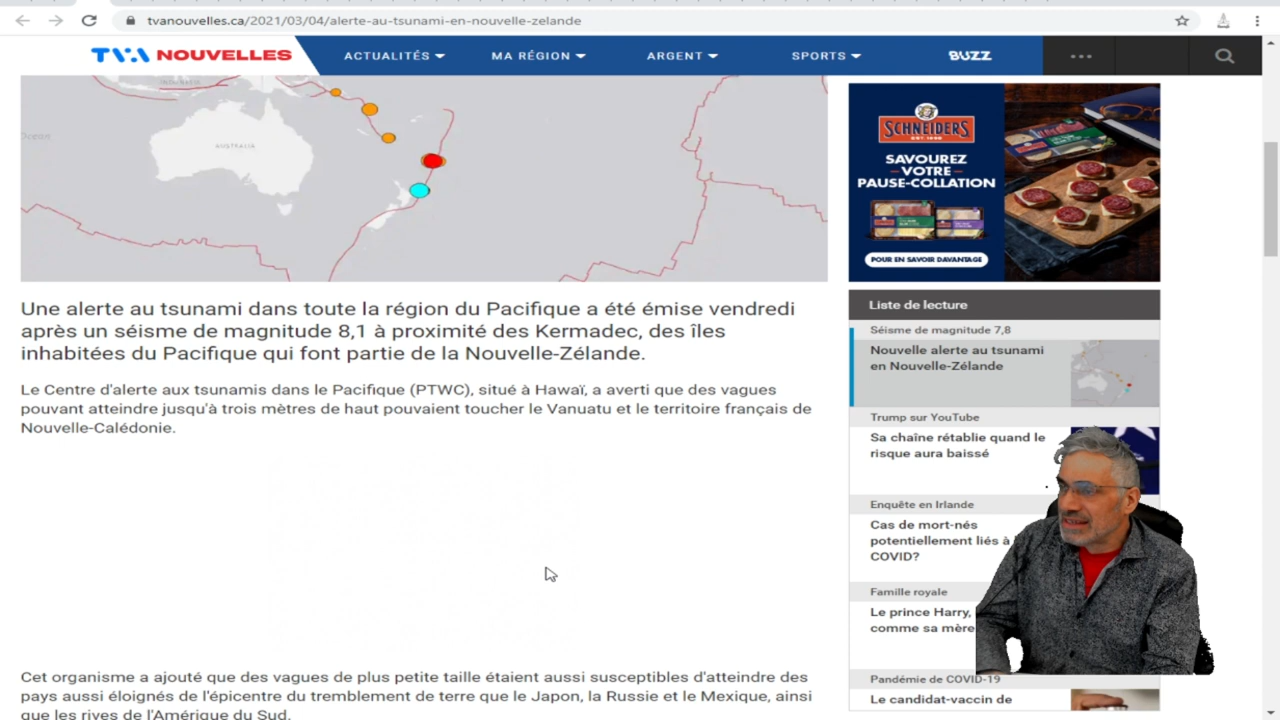 tvanouvelles.ca/2021/03/04/alerte-au-tsunami-en-nouvelle-zelande
TVA NOUVELLES
ACTUALITÉS
MA RÉGION
ARGENT
SPORTS
BUZZ
•••
AUSTRALIA
Ocean
SCHNEIDERS
SAVOUREZ
—VOTRE—
PAUSE-COLLATION
POUR EN SAVOIR DAVANTAGE
Une alerte au tsunami dans toute la région du Pacifique a été émise vendredi
après un séisme de magnitude 8,1 à proximité des Kermadec, des îles
inhabitées du Pacifique qui font partie de la Nouvelle-Zélande.
Le Centre d'alerte aux tsunamis dans le Pacifique (PTWC), situé à Hawaï, a averti que des vagues
pouvant atteindre jusqu'à trois mètres de haut pouvaient toucher le Vanuatu et le territoire français de
Nouvelle-Calédonie.
Cet organisme a ajouté que des vagues de plus petite taille étaient aussi susceptibles d'atteindre des
pays aussi éloignés de l'épicentre du tremblement de terre que le Japon, la Russie et le Mexique, ainsi
que les rives de l'Amérique du Sud.
Liste de lecture
Séisme de magnitude 7,8
Nouvelle alerte au tsunami
en Nouvelle-Zélande
Trump sur YouTube
Sa chaîne rétablie quand le
risque aura baissé
Enquête en Irlande
Cas de mort-nés
potentiellement liés à
COVID?
Famille royale
Le prince Harry,
comme sa mère
Pandémie de COVID-19
Le candidat-vaccin de